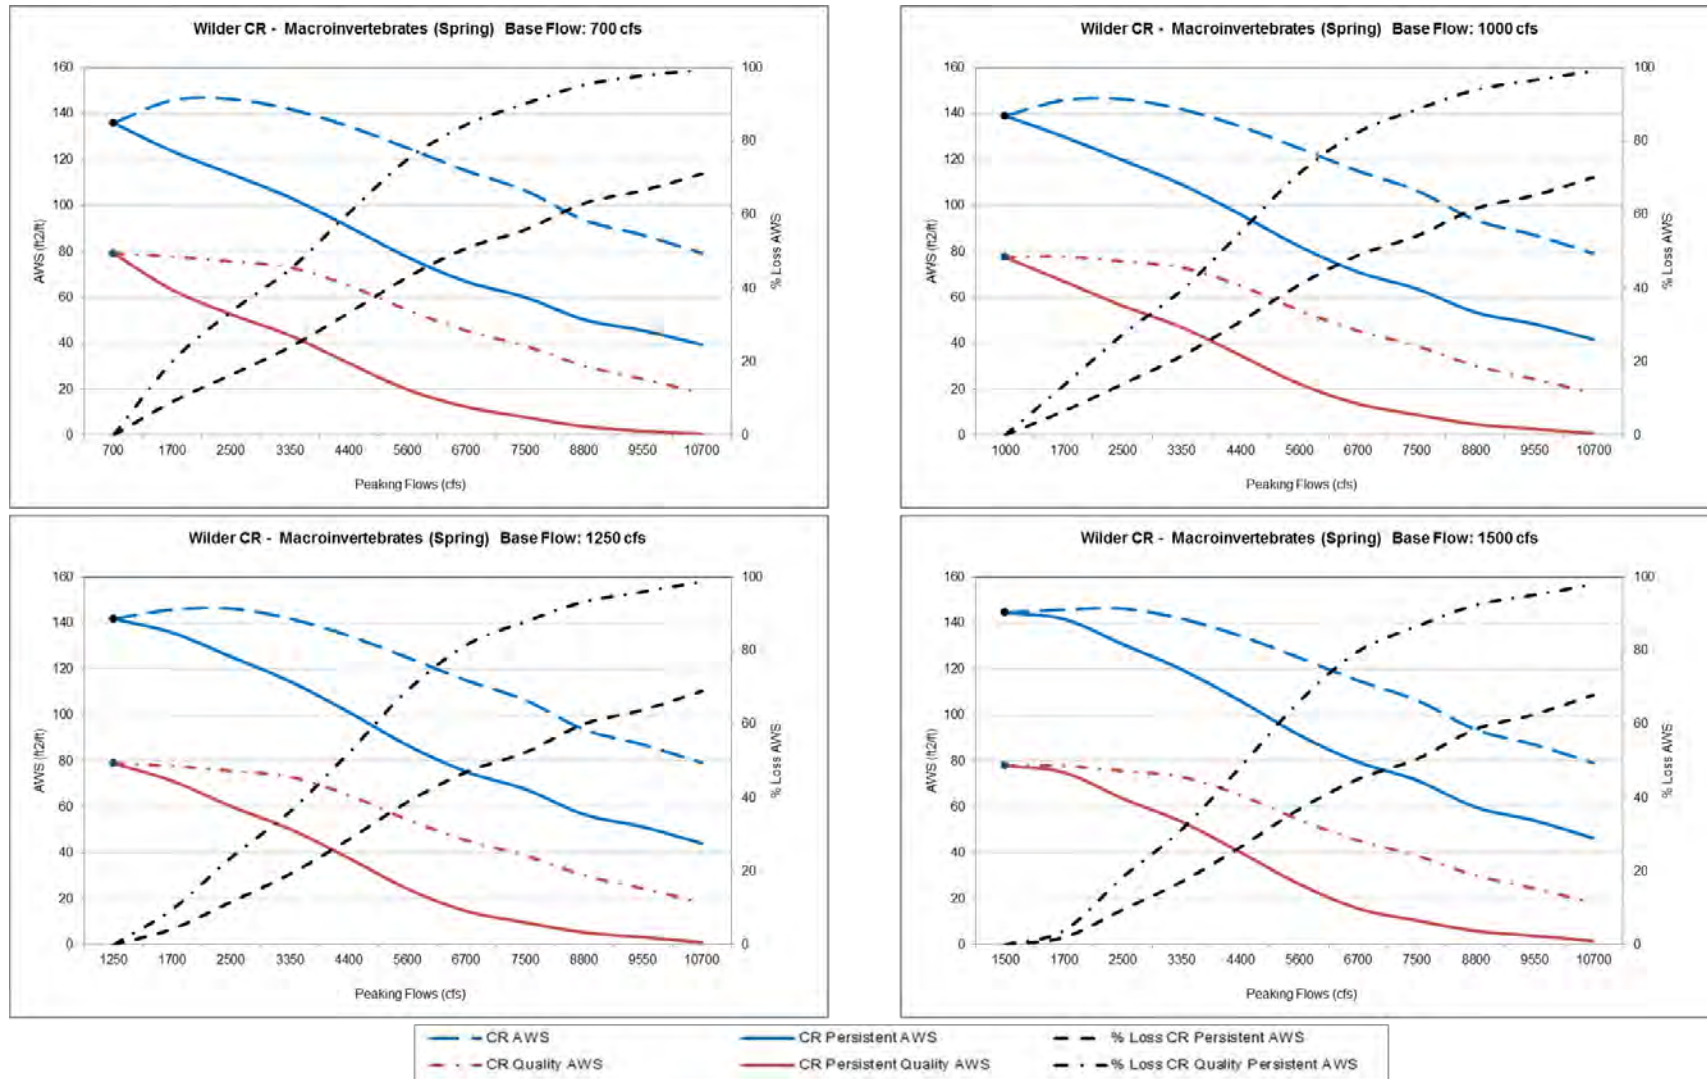 Wilder CR - Macroinvertebrates (Spring) Base Flow: 700 cfs
160
140
120
100
80
60
40
20
0
AWS (ft2/ft)
100
80
60
40
20
0
% Loss AWS
700 1700 2500 3350 4400 5600 6700 7500 8800 9550 10700
Peaking Flows (cfs)
Wilder CR - Macroinvertebrates (Spring) Base Flow: 1000 cfs
160
140
120
100
80
60
40
20
0
AWS (ft2/ft)
100
80
60
40
20
0
% Loss AWS
1000 1700 2500 3350 4400 5600 6700 7500 8800 9550 10700
Peaking Flows (cfs)
Wilder CR - Macroinvertebrates (Spring) Base Flow: 1250 cfs
160
140
120
100
80
60
40
20
0
AWS (ft2/ft)
100
80
60
40
20
0
% Loss AWS
1250 1700 2500 3350 4400 5600 6700 7500 8800 9550 10700
Peaking Flows (cfs)
Wilder CR - Macroinvertebrates (Spring) Base Flow: 1500 cfs
160
140
120
100
80
60
40
20
0
AWS (ft2/ft)
100
80
60
40
20
0
% Loss AWS
1500 1700 2500 3350 4400 5600 6700 7500 8800 9550 10700
Peaking Flows (cfs)
CR AWS CR Persistent AWS % Loss CR Persistent AWS
CR Quality AWS CR Persistent Quality AWS % Loss CR Quality Persistent AWS